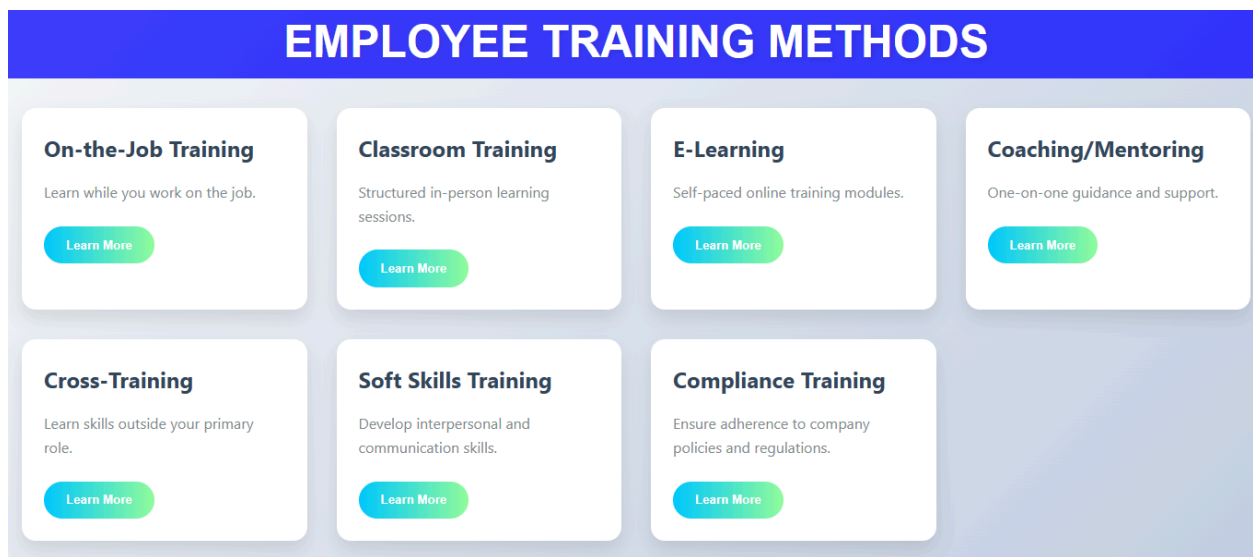 EMPLOYEE TRAINING METHODS
On-the-Job Training
Learn while you work on the job.
Learn More
Classroom Training
Structured in-person learning
sessions.
Learn More
E-Learning
Self-paced online training modules.
Learn More
Coaching/Mentoring
One-on-one guidance and support.
Learn More
Cross-Training
Learn skills outside your primary
role.
Learn More
Soft Skills Training
Develop interpersonal and
communication skills.
Learn More
Compliance Training
Ensure adherence to company
policies and regulations.
Learn More